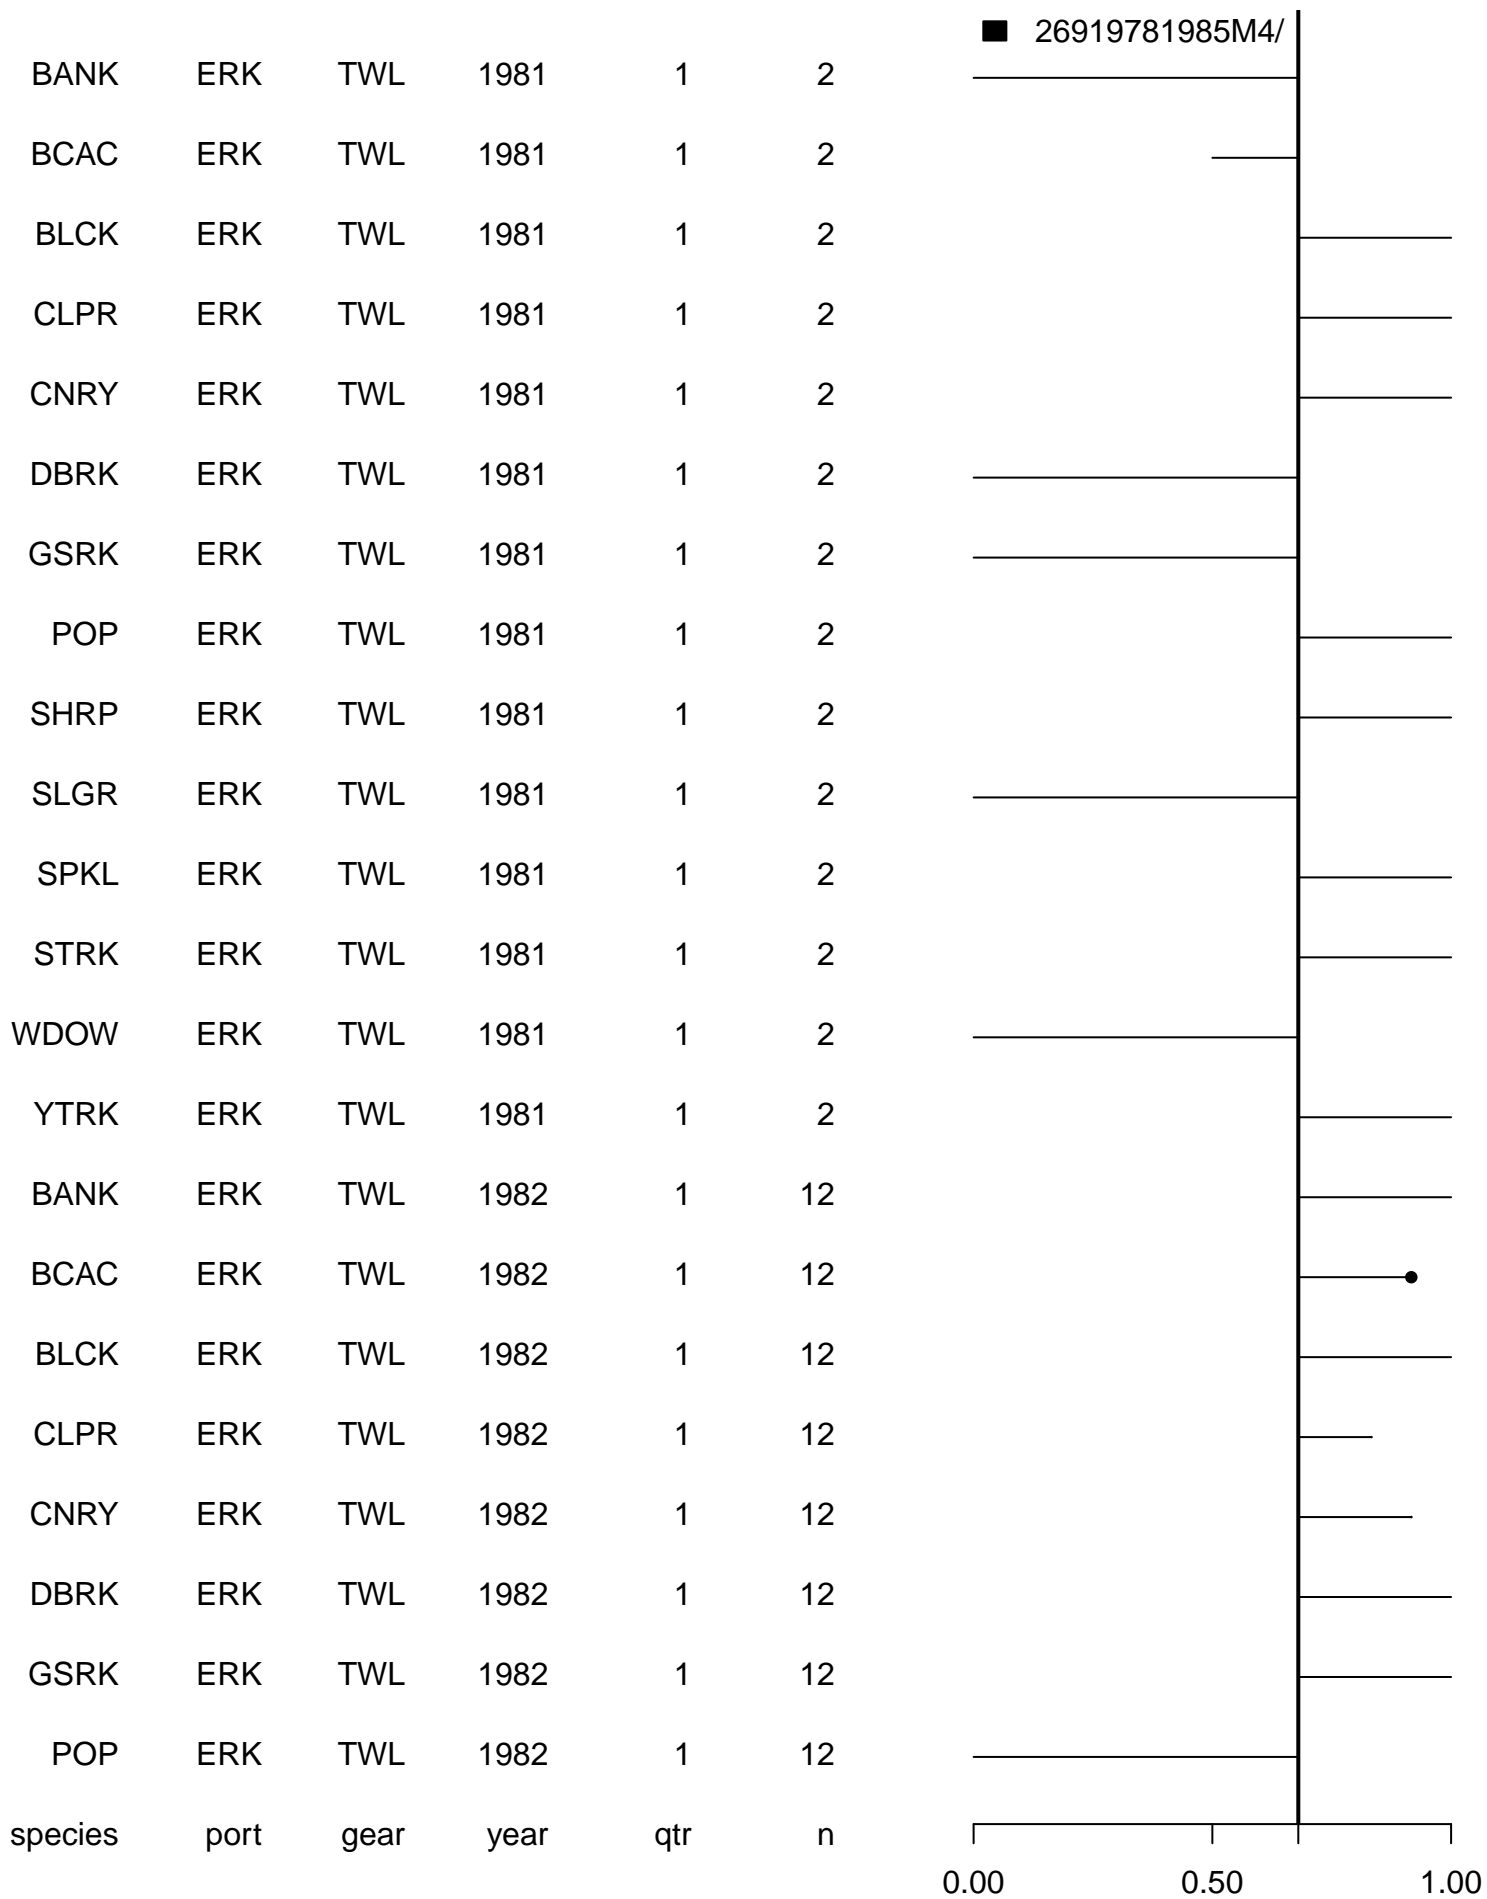 26919781985M4/
BANK ERK TWL 1981 1 2
BCAC ERK TWL 1981 1 2
BLCK ERK TWL 1981 1 2
CLPR ERK TWL 1981 1 2
CNRY ERK TWL 1981 1 2
DBRK ERK TWL 1981 1 2
GSRK ERK TWL 1981 1 2
POP ERK TWL 1981 1 2
SHRP ERK TWL 1981 1 2
SLGR ERK TWL 1981 1 2
SPKL ERK TWL 1981 1 2
STRK ERK TWL 1981 1 2
WDOW ERK TWL 1981 1 2
YTRK ERK TWL 1981 1 2
BANK ERK TWL 1982 1 12
BCAC ERK TWL 1982 1 12
BLCK ERK TWL 1982 1 12
CLPR ERK TWL 1982 1 12
CNRY ERK TWL 1982 1 12
DBRK ERK TWL 1982 1 12
GSRK ERK TWL 1982 1 12
POP ERK TWL 1982 1 12
species port gear year qtr n
0.00 0.50 1.00